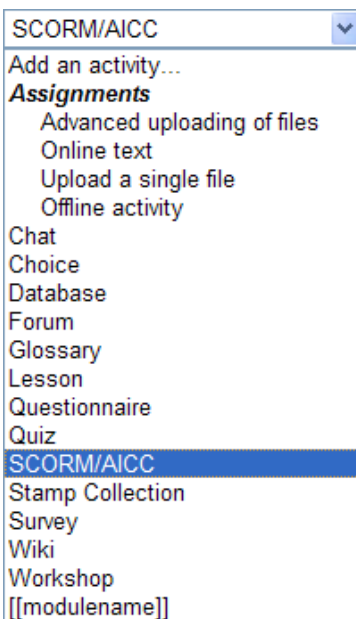 SCORM/AICC
Add an activity...
Assignments
Advanced uploading of files
Online text
Upload a single file
Offline activity
Chat
Choice
Database
Forum
Glossary
Lesson
Questionnaire
Quiz
SCORM/AICC
Stamp Collection
Survey
Wiki
Workshop
[[modulename]]